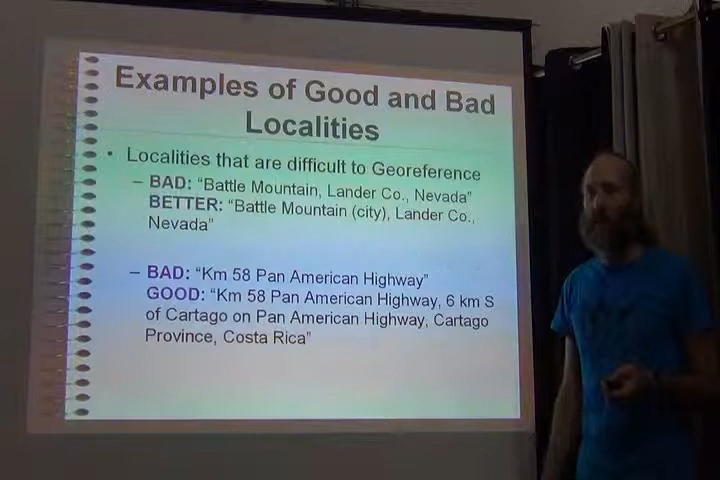 Examples of Good and Bad
Localities
• Localities that are difficult to Georeference
– BAD: “Battle Mountain, Lander Co., Nevada”
BETTER: “Battle Mountain (city), Lander Co.,
Nevada”
– BAD: “Km 58 Pan American Highway”
GOOD: “Km 58 Pan American Highway, 6 km S
of Cartago on Pan American Highway, Cartago
Province, Costa Rica”